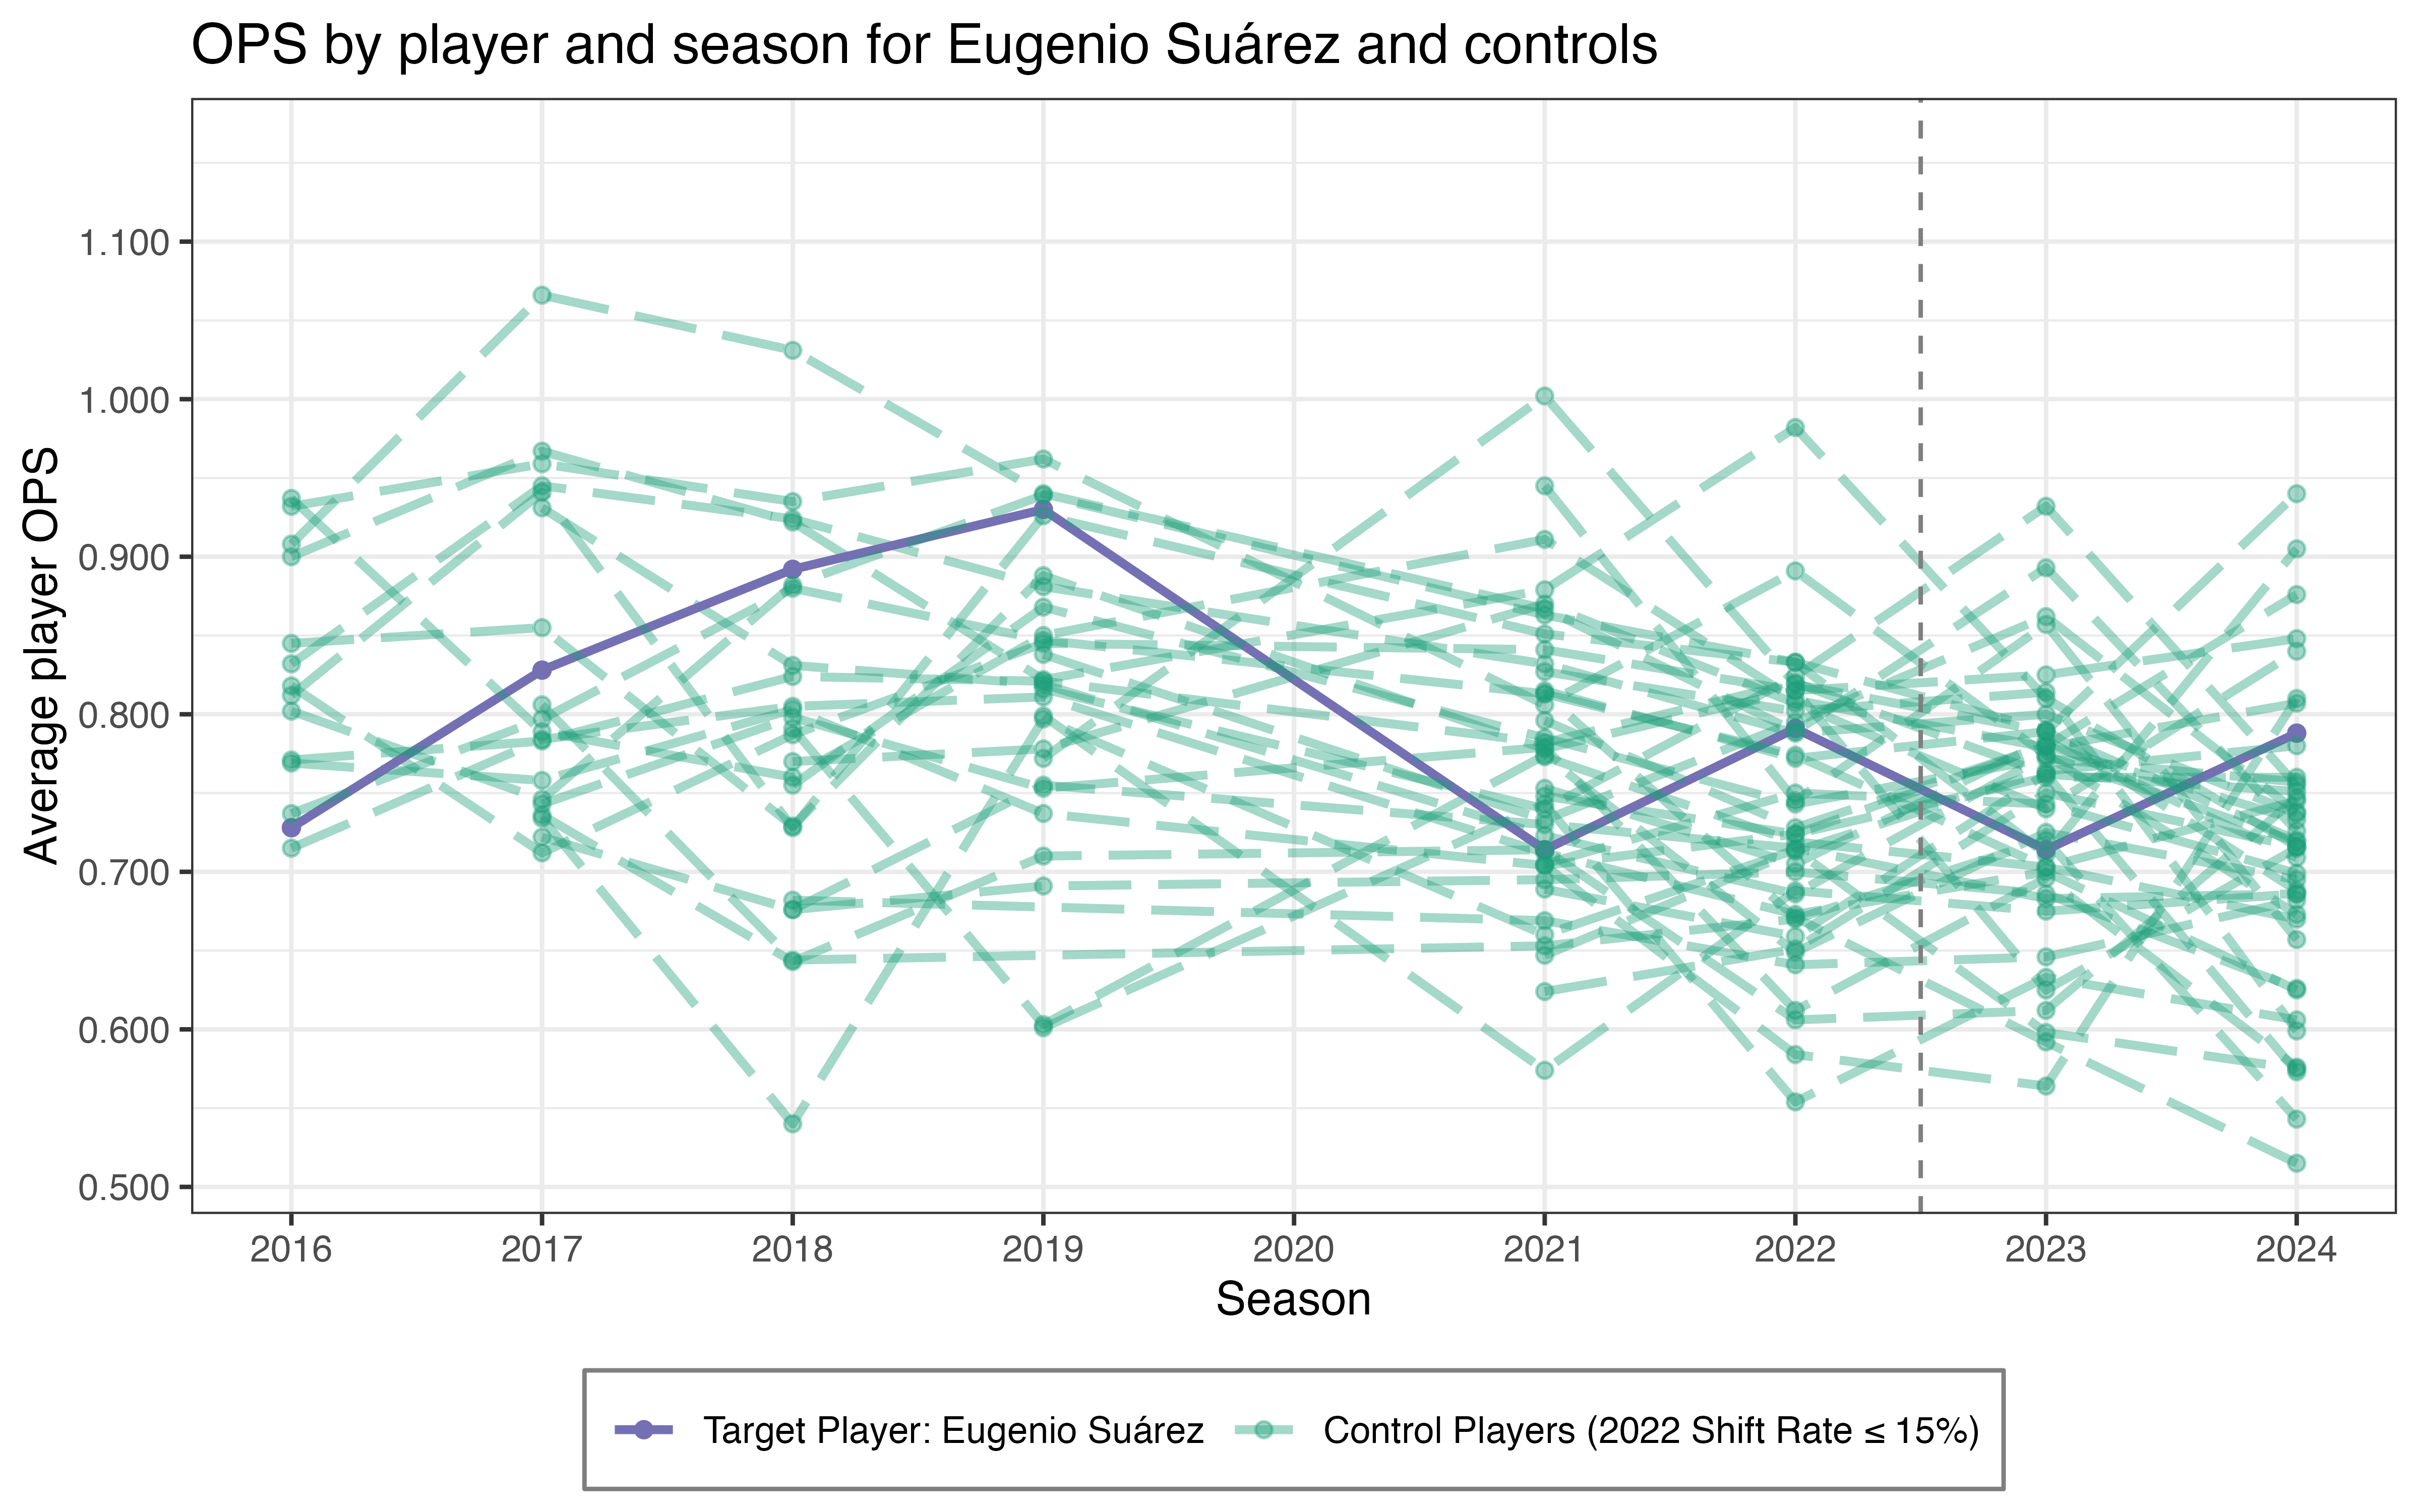 OPS by player and season for Eugenio Suárez and controls
Average player OPS
1.100
1.000
0.900
0.800
0.700
0.600
0.500
2016 2017 2018 2019 2020 2021 2022 2023 2024
Season
Target Player: Eugenio Suárez Control Players (2022 Shift Rate ≤ 15%)